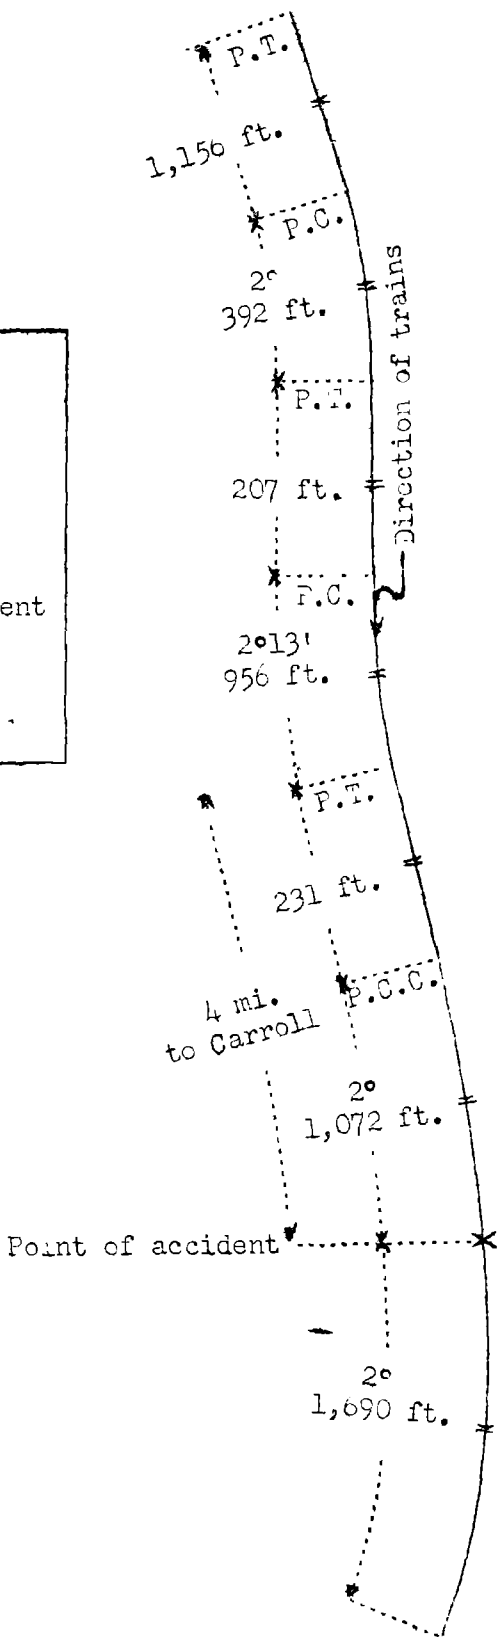 P.T.
1,156 ft.
P.C.
2°
392 ft.
Direction of trains
P.T.
207 ft.
P.C.
ent
2°13'
956 ft.
P.T.
231 ft.
P.C.C.
4 mi.
to Carroll
2°
1,072 ft.
Point of accident
2°
1,690 ft.